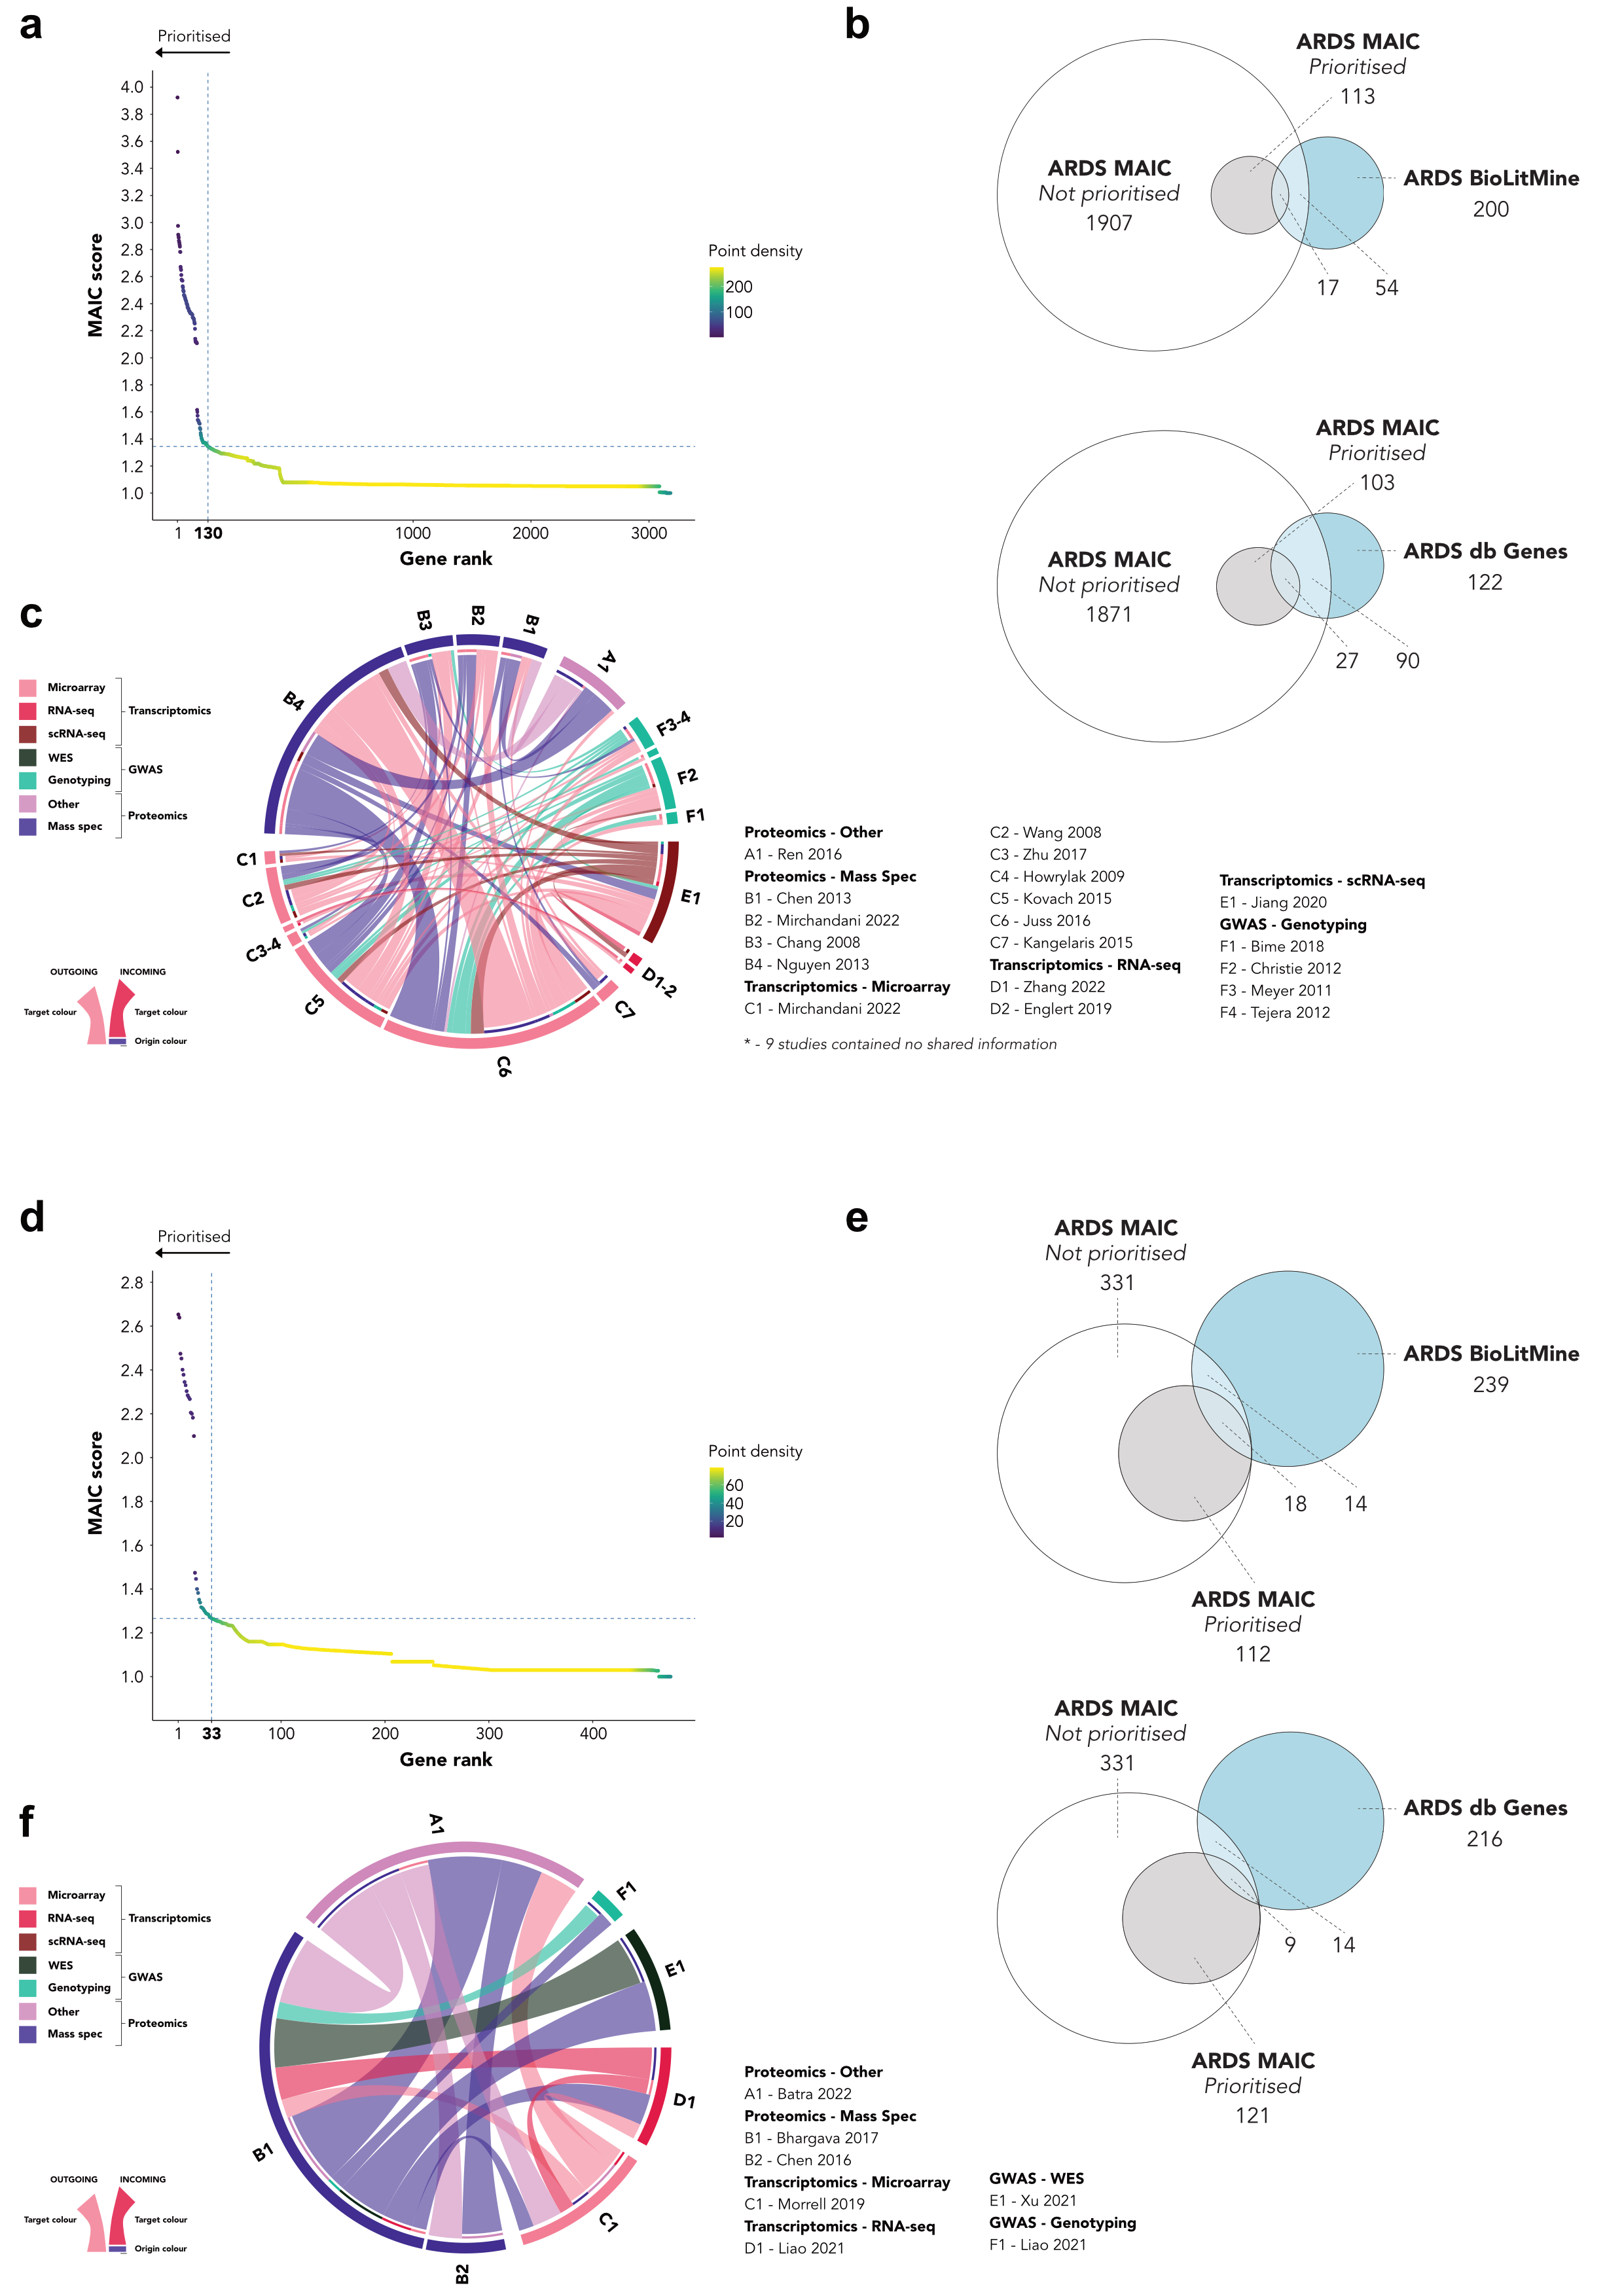 a
Prioritised
4.0
3.8
3.6
3.4
3.2
3.0
2.8
2.6
2.4
2.2
2.0
1.8
1.6
1.4
1.2
1.0
MAIC score
1 130 1000 2000 3000
Gene rank
Point density
200
100
b
ARDS MAIC
Prioritised
113
ARDS MAIC
Not prioritised
1907
ARDS BioLitMine
200
17 54
ARDS MAIC
Prioritised
103
ARDS MAIC
Not prioritised
1871
ARDS db Genes
122
27 90
c
Microarray
RNA-seq
scRNA-seq
Transcriptomics
WES
Genotyping
GWAS
Other
Mass spec
Proteomics
OUTGOING INCOMING
Target colour Target colour
Origin colour
B4
B3
B2
B1
A1
F3-4
F2
F1
E1
D1-2
C7
C6
C5
C3-4
C2
C1
Proteomics - Other
A1 - Ren 2016
Proteomics - Mass Spec
B1 - Chen 2013
B2 - Mirchandani 2022
B3 - Chang 2008
B4 - Nguyen 2013
Transcriptomics - Microarray
C1 - Mirchandani 2022
C2 - Wang 2008
C3 - Zhu 2017
C4 - Howrylak 2009
C5 - Kovach 2015
C6 - Juss 2016
C7 - Kangelaris 2015
Transcriptomics - RNA-seq
D1 - Zhang 2022
D2 - Englert 2019
Transcriptomics - scRNA-seq
E1 - Jiang 2020
GWAS - Genotyping
F1 - Bime 2018
F2 - Christie 2012
F3 - Meyer 2011
F4 - Tejera 2012
* - 9 studies contained no shared information
d
Prioritised
2.8
2.6
2.4
2.2
2.0
1.8
1.6
1.4
1.2
1.0
MAIC score
1 33 100 200 300 400
Gene rank
Point density
60
40
20
e
ARDS MAIC
Not prioritised
331
ARDS BioLitMine
239
18 14
ARDS MAIC
Prioritised
112
ARDS MAIC
Not prioritised
331
ARDS db Genes
216
9 14
ARDS MAIC
Prioritised
121
f
Microarray
RNA-seq
scRNA-seq
Transcriptomics
WES
Genotyping
GWAS
Other
Mass spec
Proteomics
OUTGOING INCOMING
Target colour Target colour
Origin colour
A1
F1
E1
D1
C1
B2
B1
Proteomics - Other
A1 - Batra 2022
Proteomics - Mass Spec
B1 - Bhargava 2017
B2 - Chen 2016
Transcriptomics - Microarray
C1 - Morrell 2019
Transcriptomics - RNA-seq
D1 - Liao 2021
GWAS - WES
E1 - Xu 2021
GWAS - Genotyping
F1 - Liao 2021